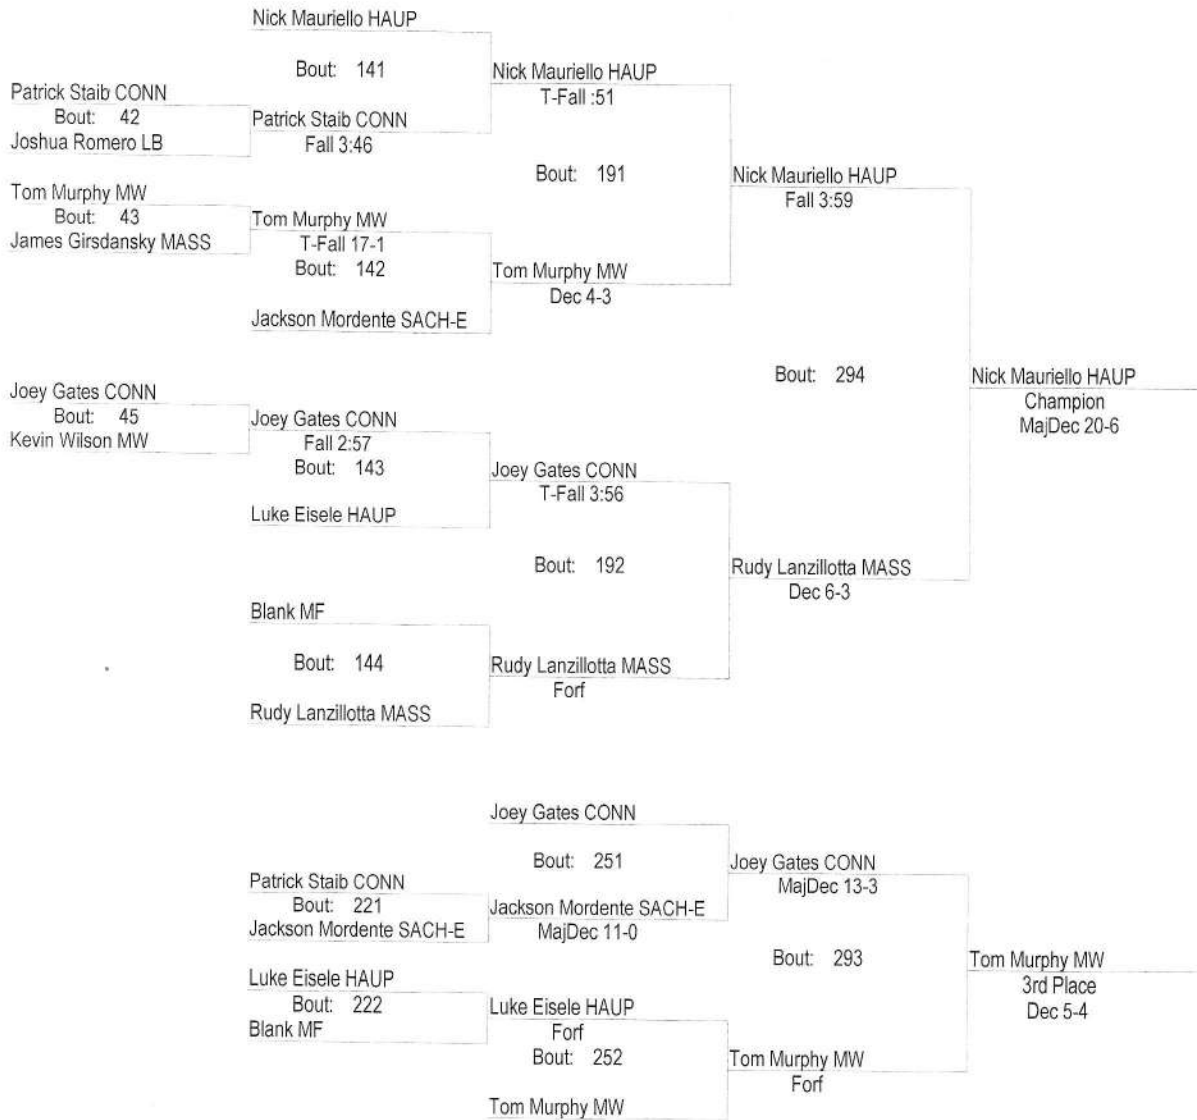 Nick Mauriello HAUP
Bout: 141
Nick Mauriello HAUP
T-Fall :51
Patrick Staib CONN
Bout: 42
Joshua Romero LB
Patrick Staib CONN
Fall 3:46
Bout: 191
Nick Mauriello HAUP
Fall 3:59
Tom Murphy MW
Bout: 43
James Girsdansky MASS
Tom Murphy MW
T-Fall 17-1
Bout: 142
Tom Murphy MW
Dec 4-3
Jackson Mordente SACH-E
Bout: 294
Nick Mauriello HAUP
Champion
MajDec 20-6
Joey Gates CONN
Bout: 45
Kevin Wilson MW
Joey Gates CONN
Fall 2:57
Bout: 143
Joey Gates CONN
T-Fall 3:56
Luke Eisele HAUP
Bout: 192
Rudy Lanzillotta MASS
Dec 6-3
Blank MF
Bout: 144
Rudy Lanzillotta MASS
Forf
Rudy Lanzillotta MASS
Joey Gates CONN
Bout: 251
Joey Gates CONN
MajDec 13-3
Patrick Staib CONN
Bout: 221
Jackson Mordente SACH-E
Jackson Mordente SACH-E
MajDec 11-0
Bout: 293
Tom Murphy MW
3rd Place
Dec 5-4
Luke Eisele HAUP
Bout: 222
Blank MF
Luke Eisele HAUP
Forf
Bout: 252
Tom Murphy MW
Forf
Tom Murphy MW